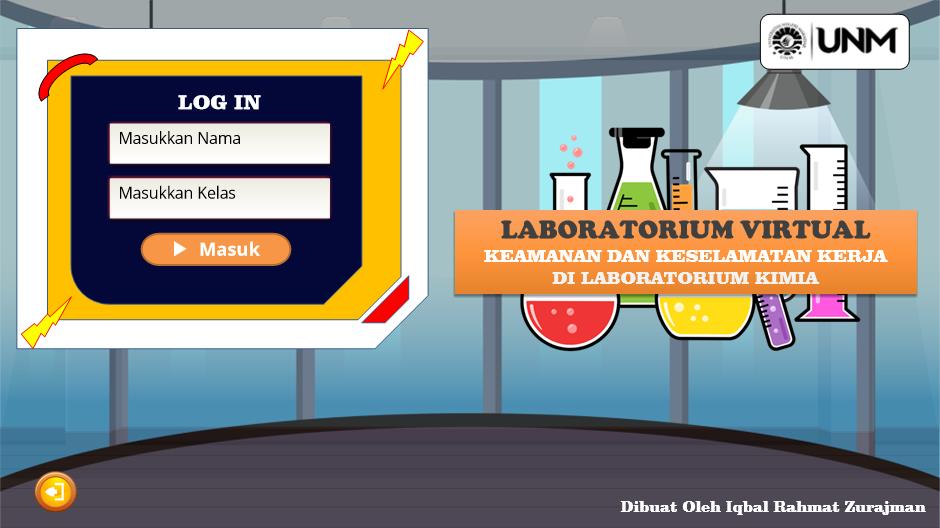 UNM
LOG IN
Masukkan Nama
Masukkan Kelas
Masuk
LABORATORIUM VIRTUAL
KEAMANAN DAN KESELAMATAN KERJA
DI LABORATORIUM KIMIA
Dibuat Oleh Iqbal Rahmat Zurajman